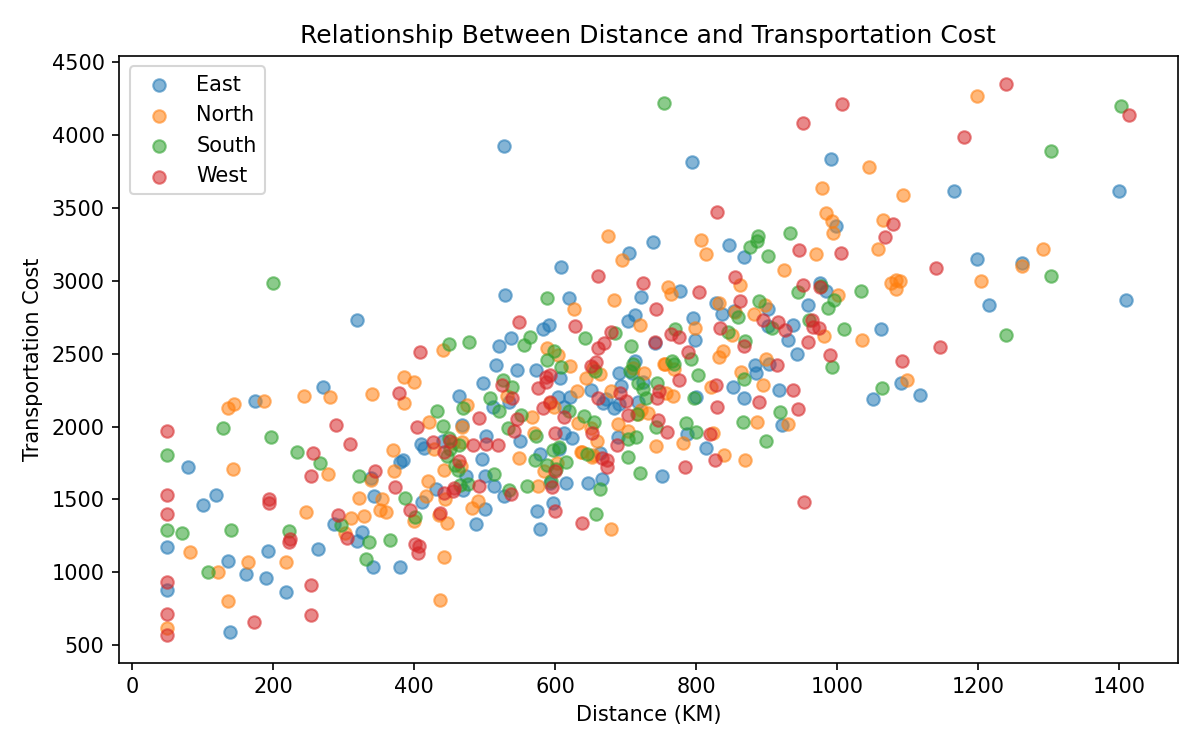 Relationship Between Distance and Transportation Cost
4500
4000
3500
3000
2500
2000
1500
1000
500
Transportation Cost
East
North
South
West
0 200 400 600 800 1000 1200 1400
Distance (KM)